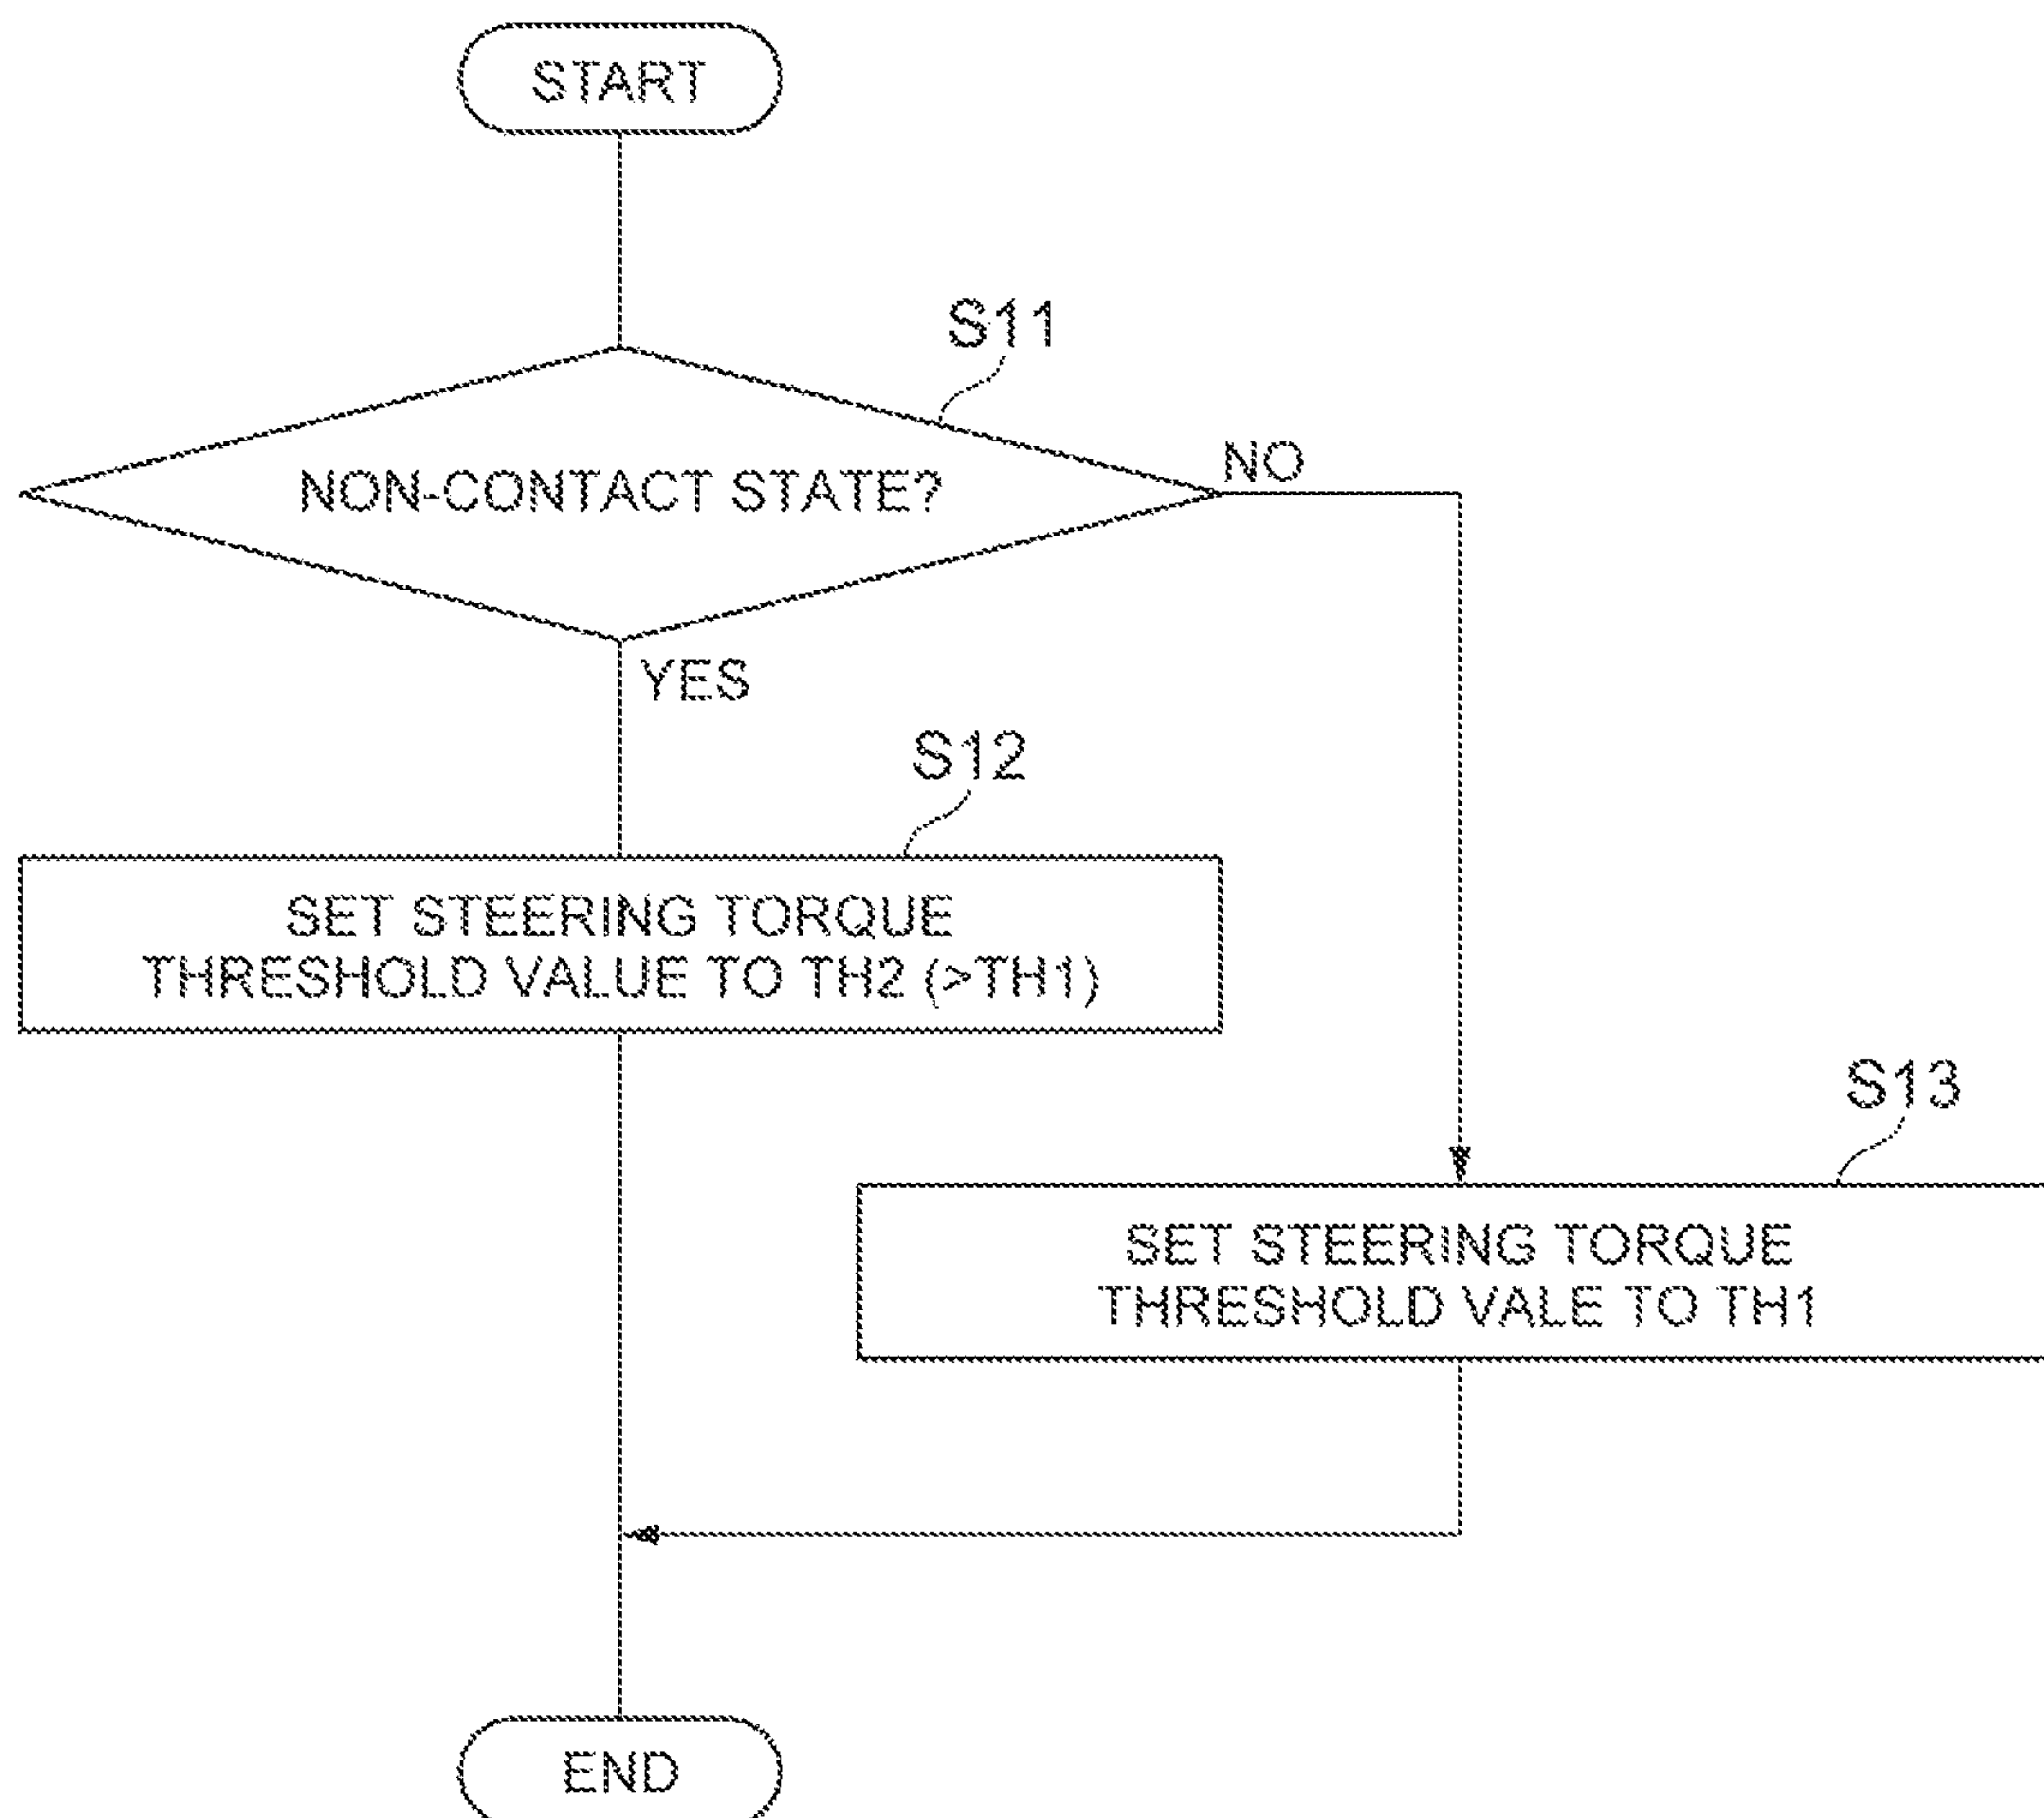 START
S11
NON-CONTACT STATE?
NO
YES
S12
SET STEERING TORQUE
THRESHOLD VALUE TO TH2 (>TH1)
S13
SET STEERING TORQUE
THRESHOLD VALE TO TH1
END